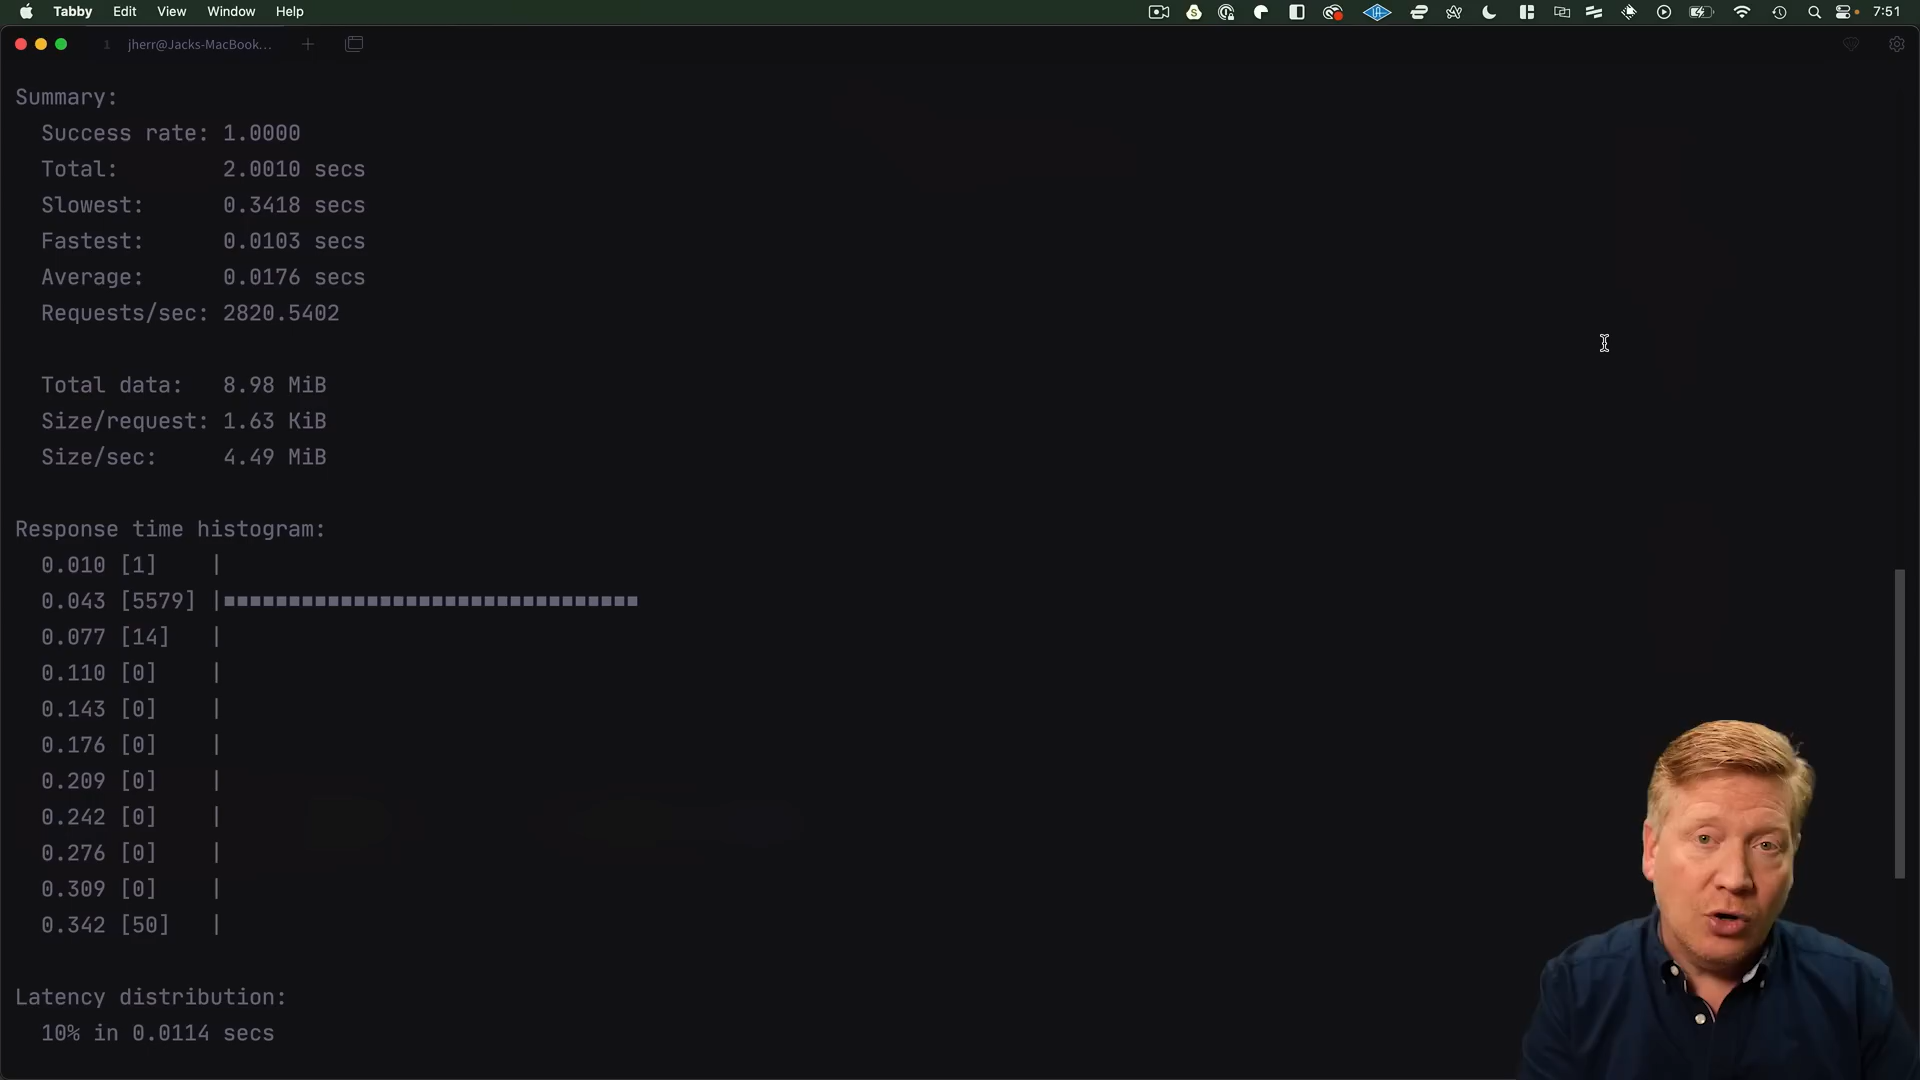 Tabby Edit View Window Help 7:51
1 jherr@Jacks-MacBook...
Summary:
Success rate: 1.0000
Total: 2.0010 secs
Slowest: 0.3418 secs
Fastest: 0.0103 secs
Average: 0.0176 secs
Requests/sec: 2820.5402
Total data: 8.98 MiB
Size/request: 1.63 KiB
Size/sec: 4.49 MiB
Response time histogram:
0.010 [1] |
0.043 [5579] |■■■■■■■■■■■■■■■■■■■■■■■■■■■■■■■■
0.077 [14] |
0.110 [0] |
0.143 [0] |
0.176 [0] |
0.209 [0] |
0.242 [0] |
0.276 [0] |
0.309 [0] |
0.342 [50] |
Latency distribution:
10% in 0.0114 secs